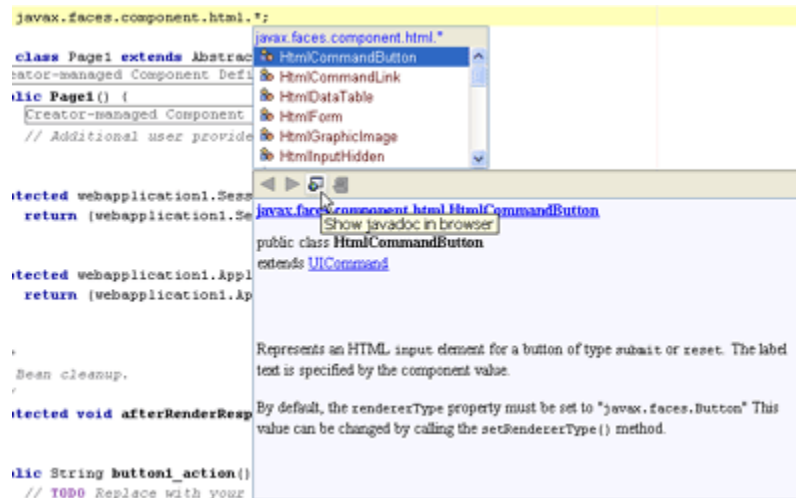 javax.faces.component.html.*;
javax.faces.component.html.*
class Page1 extends Abstrac
HtmlCommandButton
ator-managed Component Defi
HtmlCommandLink
lic Page1() {
HtmlDataTable
Creator-managed Component
HtmlForm
// Additional user provide
HtmlGraphicImage
HtmlInputHidden
tected webapplication1.Sess
return (webapplication1.Se
javax.faces.component.html.HtmlCommandButton
Show javadoc in browser
public class HtmlCommandButton
extends UICommand
tected webapplication1.Appl
return (webapplication1.Ap
Represents an HTML input element for a button of type submit or reset. The label
text is specified by the component value.
Bean cleanup.
By default, the rendererType property must be set to "javax.faces.Button" This
tected void afterRenderResp
value can be changed by calling the setRendererType() method.
lic String button1_action()
// TODO Replace with your